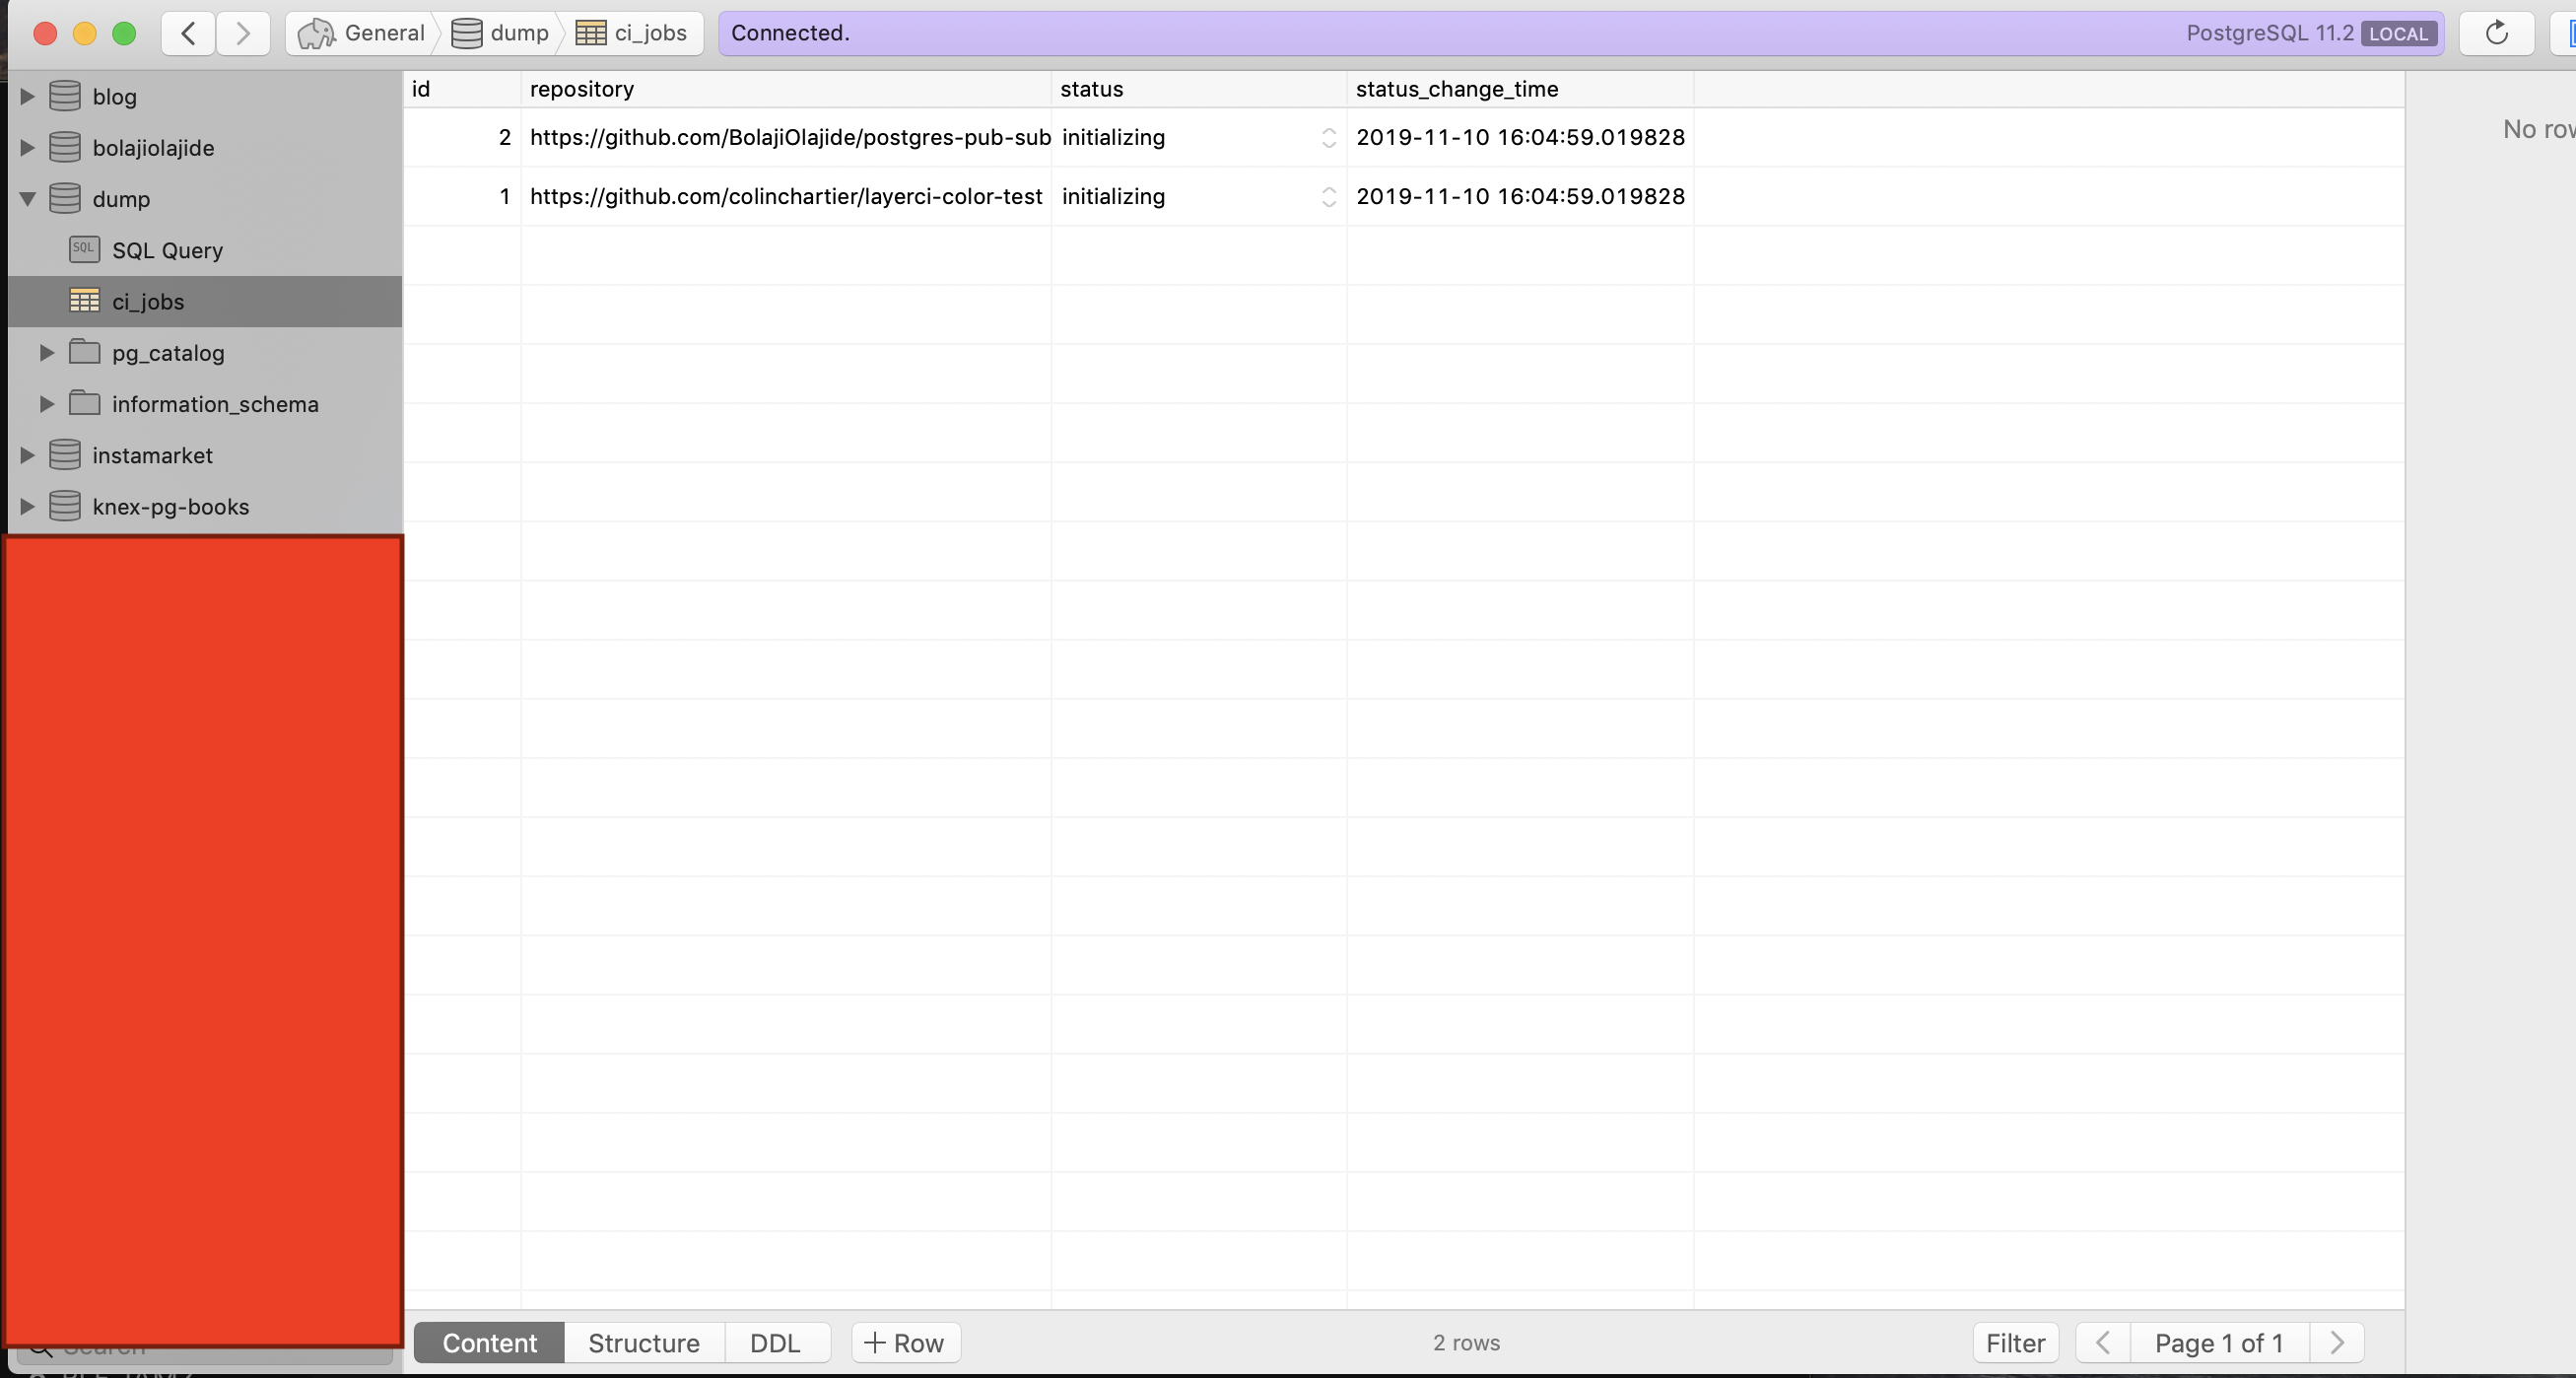 General dump ci_jobs Connected. PostgreSQL 11.2 LOCAL
blog
bolajiolajide
dump
SQL Query
ci_jobs
pg_catalog
information_schema
instamarket
knex-pg-books
id repository status status_change_time
2 https://github.com/BolajiOlajide/postgres-pub-sub initializing 2019-11-10 16:04:59.019828
1 https://github.com/colinchartier/layerci-color-test initializing 2019-11-10 16:04:59.019828
No
Content Structure DDL + Row 2 rows Filter Page 1 of 1